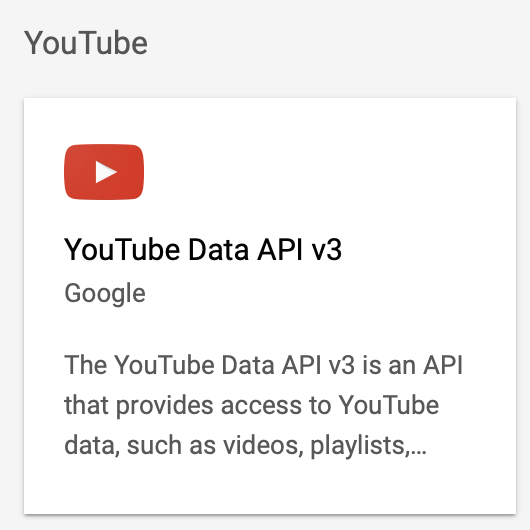 YouTube
YouTube Data API v3
Google
The YouTube Data API v3 is an API
that provides access to YouTube
data, such as videos, playlists,...